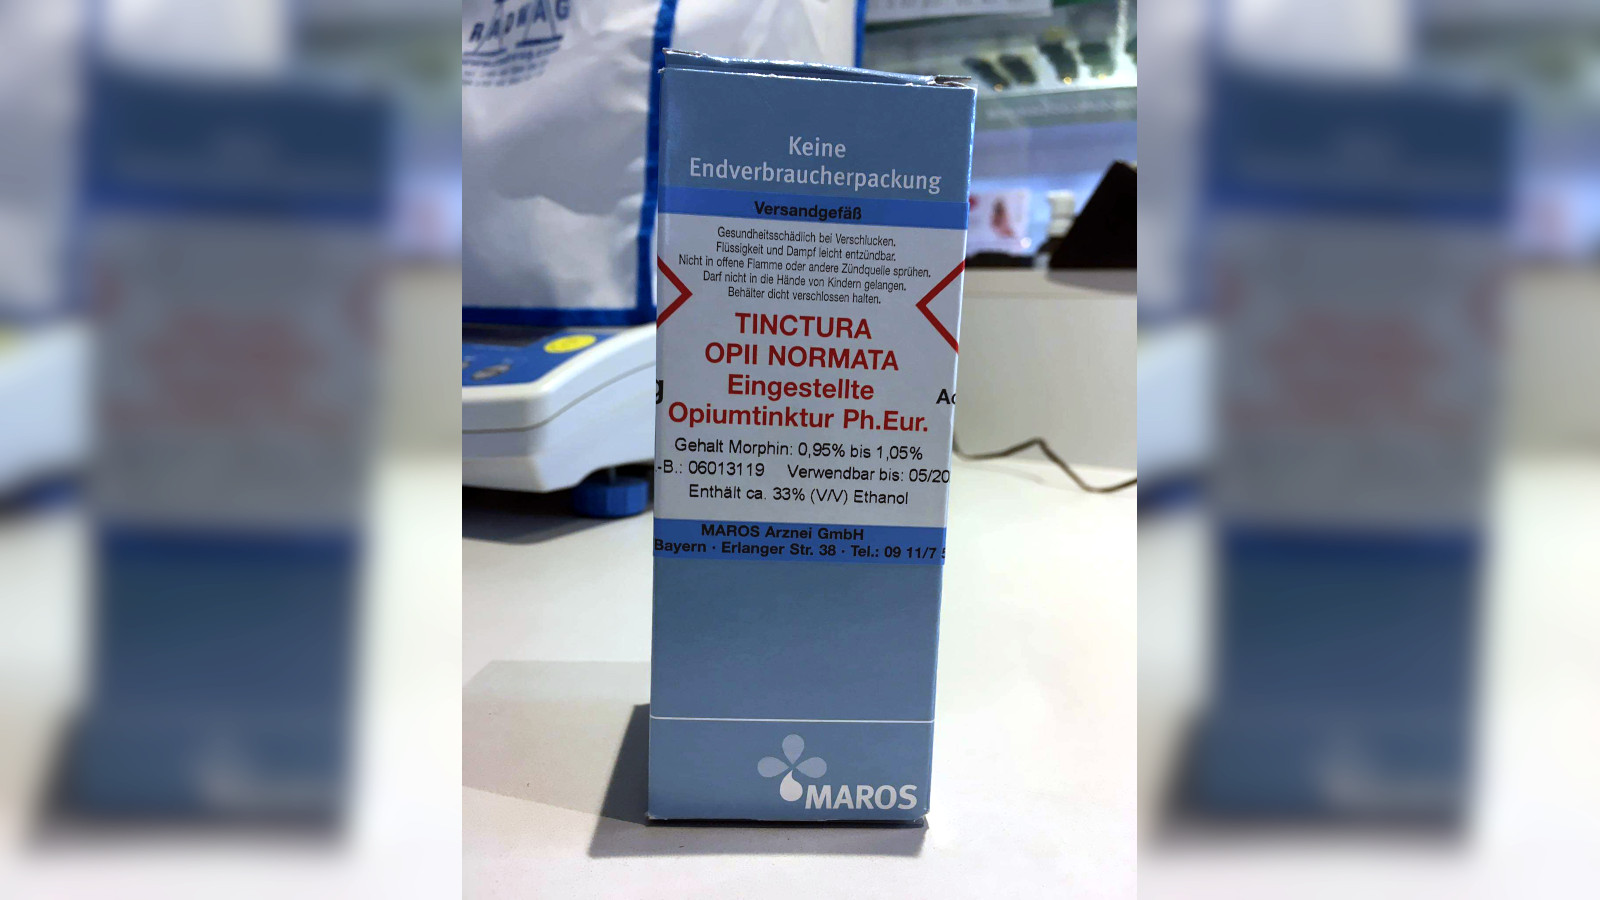 RADWAG
Keine
Endverbraucherpackung
Versandgefäß
Gesundheitsschädlich bei Verschlucken.
Flüssigkeit und Dampf leicht entzündbar.
Nicht in offene Flamme oder andere Zündquelle sprühen.
Darf nicht in die Hände von Kindern gelangen.
Behälter dicht verschlossen halten.
TINCTURA
OPII NORMATA
Eingestellte
Opiumtinktur Ph.Eur.
Gehalt Morphin: 0,95% bis 1,05%
.-B.: 06013119 Verwendbar bis: 05/20
Enthält ca. 33% (V/V) Ethanol
MAROS Arznei GmbH
Bayern · Erlanger Str. 38 · Tel.: 09 11/7 5
MAROS